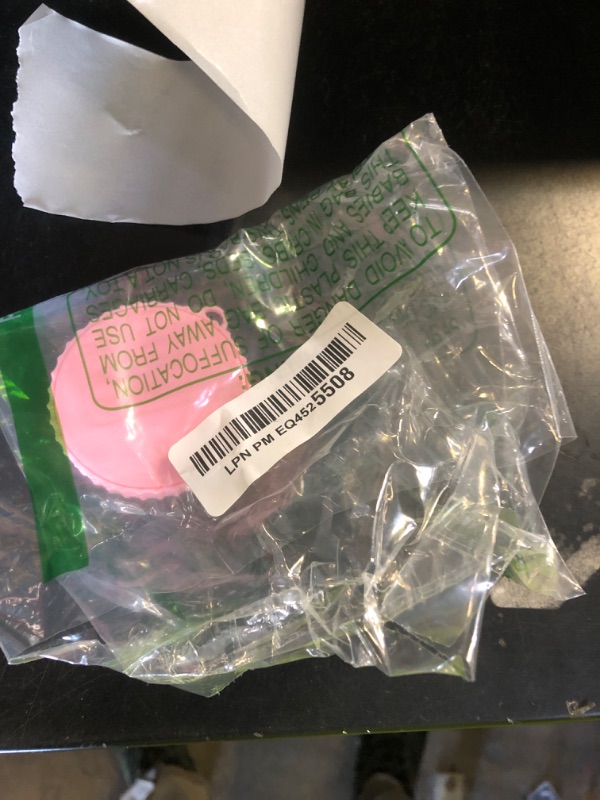 TO AVOID
DANGER OF SUFFOCATION,
KEEP THIS PLASTIC BAG AWAY FROM
BABIES AND CHILDREN. DO NOT USE
THIS BAG IN CRIBS, BEDS, CARRIAGES
LPN PM EQ4525508